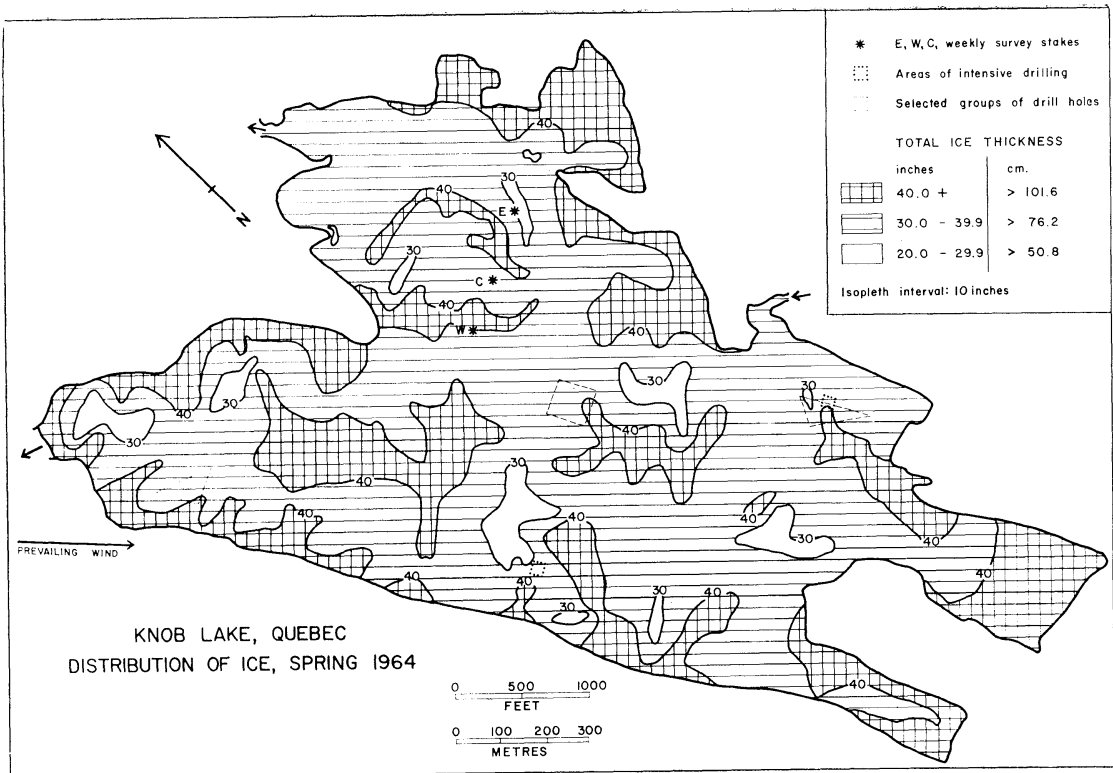 * E, W, C, weekly survey stakes
Areas of intensive drilling
Selected groups of drill holes
TOTAL ICE THICKNESS
inches cm.
40.0 + > 101.6
30.0 - 39.9 > 76.2
20.0 - 29.9 > 50.8
Isopleth interval: 10 inches
N
40
30
40
E *
30
C *
40
W *
40
30
30
40
30
30
40
40
30
40
40
40
30
40
40
40
40
30
30
40
40
PREVAILING WIND
KNOB LAKE, QUEBEC
DISTRIBUTION OF ICE, SPRING 1964
0 500 1000
FEET
0 100 200 300
METRES